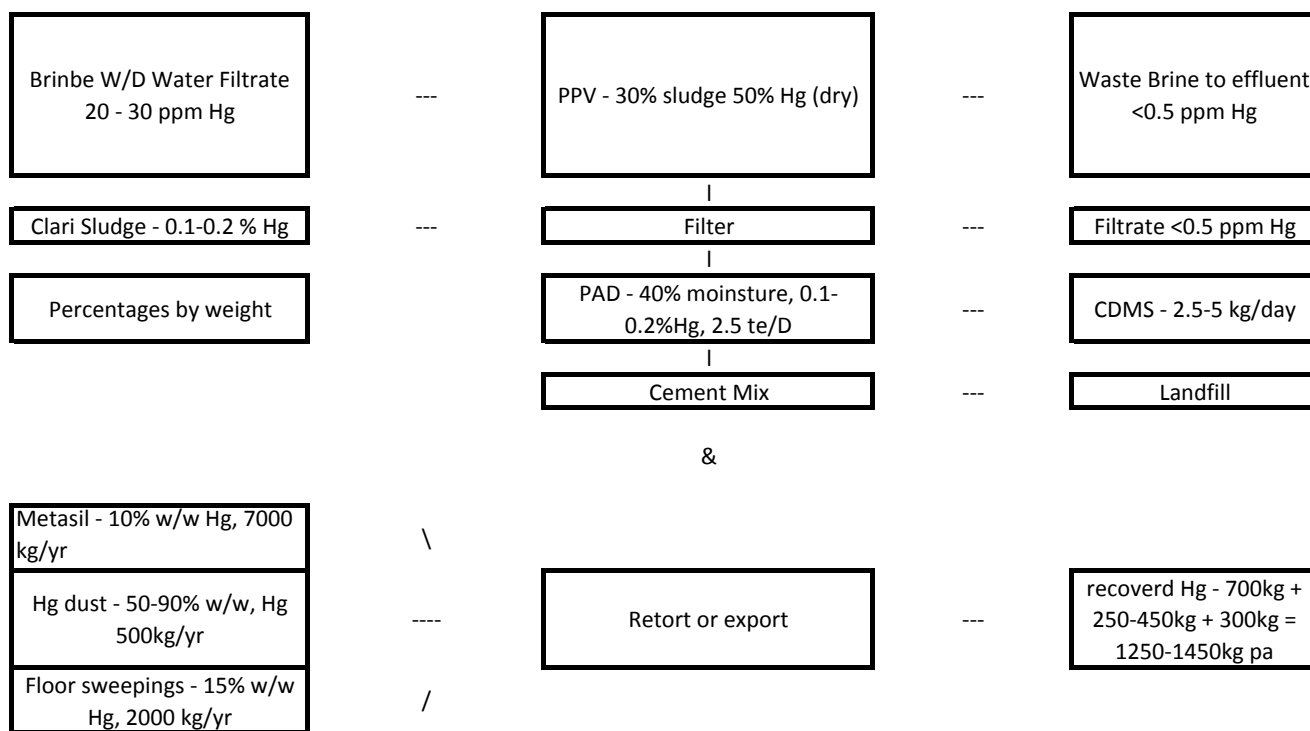 Brinbe W/D Water Filtrate
20 - 30 ppm Hg
---
PPV - 30% sludge 50% Hg (dry)
---
Waste Brine to effluent
<0.5 ppm Hg
|
Clari Sludge - 0.1-0.2 % Hg
---
Filter
---
Filtrate <0.5 ppm Hg
|
Percentages by weight
PAD - 40% moinsture, 0.1-
0.2%Hg, 2.5 te/D
---
CDMS - 2.5-5 kg/day
|
Cement Mix
---
Landfill
&
Metasil - 10% w/w Hg, 7000
kg/yr
\
Hg dust - 50-90% w/w, Hg
500kg/yr
----
Retort or export
---
recoverd Hg - 700kg +
250-450kg + 300kg =
1250-1450kg pa
Floor sweepings - 15% w/w
Hg, 2000 kg/yr
/